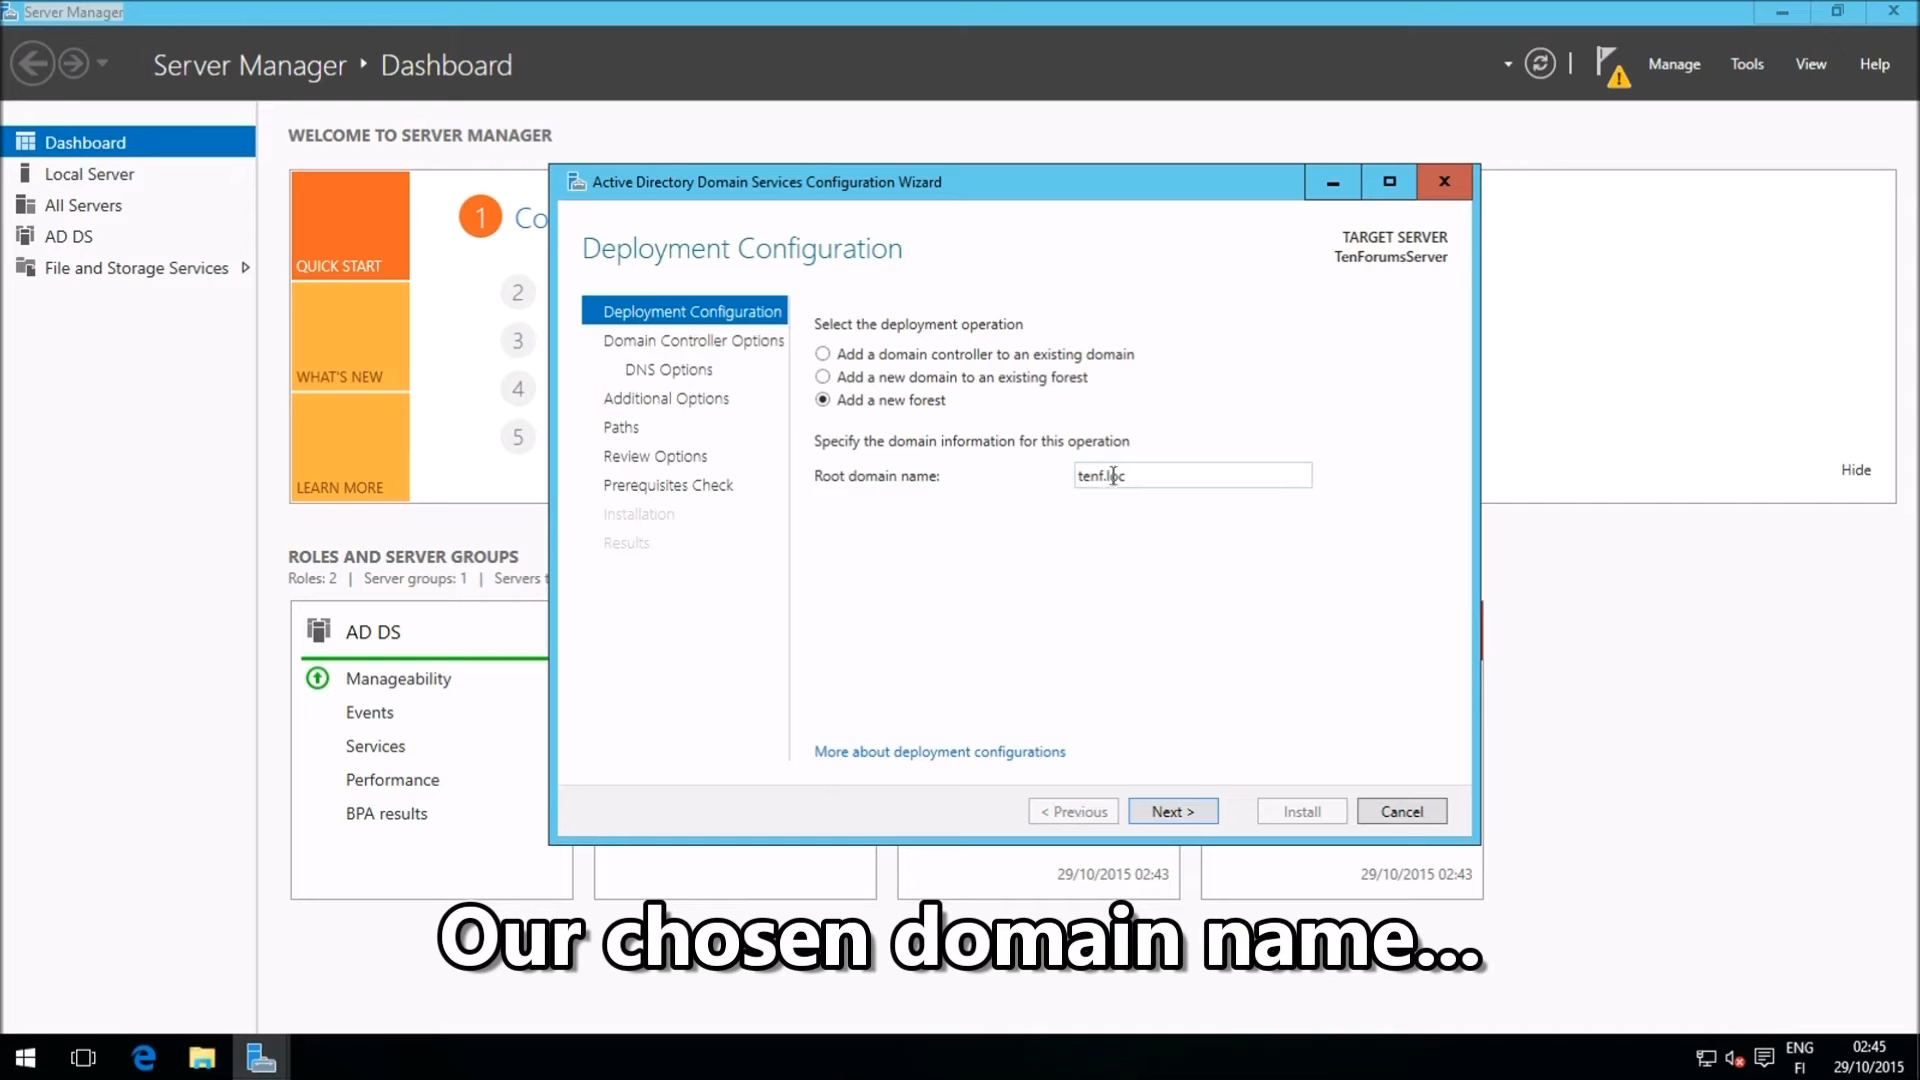 Server Manager
Server Manager
Dashboard
Manage
Tools
View
Help
Dashboard
Local Server
All Servers
AD DS
File and Storage Services
WELCOME TO SERVER MANAGER
QUICK START
WHAT'S NEW
LEARN MORE
1
Co
2
3
4
5
Hide
ROLES AND SERVER GROUPS
Roles: 2 | Server groups: 1 | Servers t
AD DS
Manageability
Events
Services
Performance
BPA results
Active Directory Domain Services Configuration Wizard
Deployment Configuration
TARGET SERVER
TenForumsServer
Deployment Configuration
Domain Controller Options
DNS Options
Additional Options
Paths
Review Options
Prerequisites Check
Installation
Results
Select the deployment operation
Add a domain controller to an existing domain
Add a new domain to an existing forest
Add a new forest
Specify the domain information for this operation
Root domain name:
tenf.loc
More about deployment configurations
< Previous
Next >
Install
Cancel
29/10/2015 02:43
29/10/2015 02:43
Our chosen domain name...
ENG
FI
02:45
29/10/2015